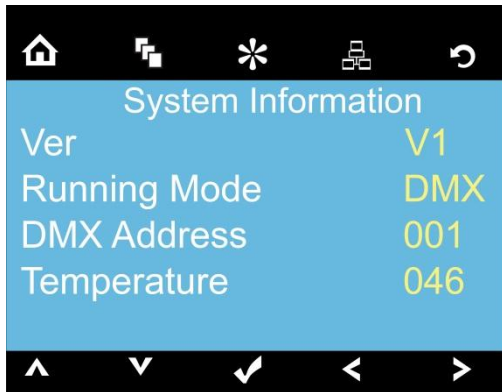 System Information
Ver V1
Running Mode DMX
DMX Address 001
Temperature 046